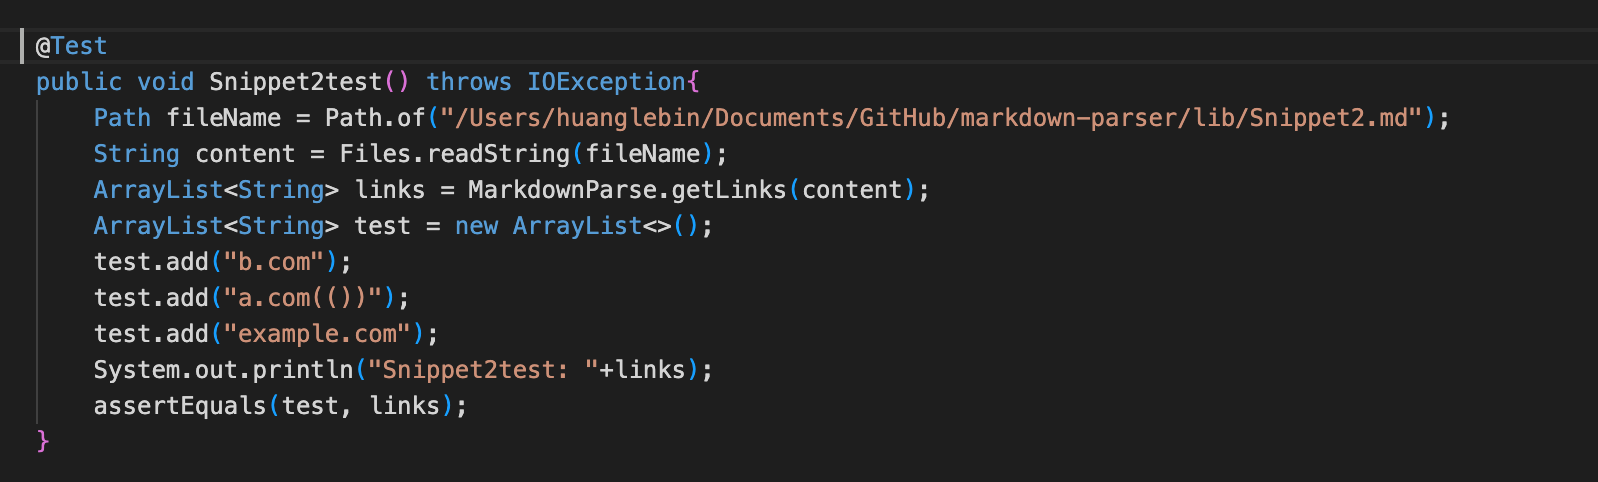 @Test
public void Snippet2test() throws IOException{
    Path fileName = Path.of("/Users/huanglebin/Documents/GitHub/markdown-parser/lib/Snippet2.md");
    String content = Files.readString(fileName);
    ArrayList<String> links = MarkdownParse.getLinks(content);
    ArrayList<String> test = new ArrayList<>();
    test.add("b.com");
    test.add("a.com(())");
    test.add("example.com");
    System.out.println("Snippet2test: "+links);
    assertEquals(test, links);
}